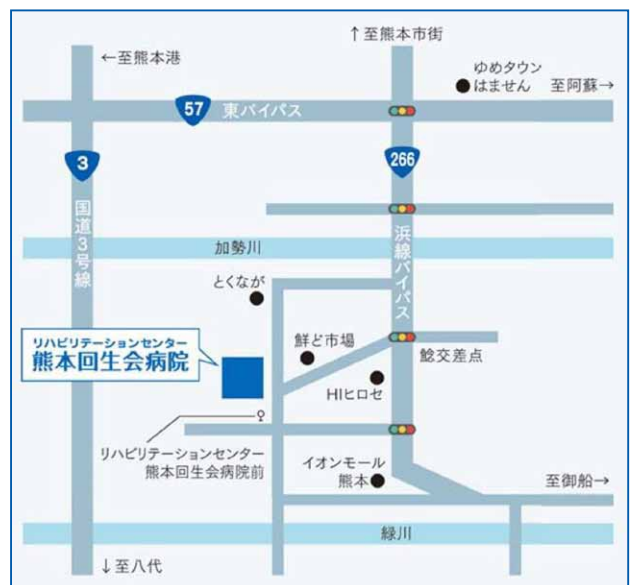 ↑至熊本市街
←至熊本港
ゆめタウン
はません
至阿蘇→
57
東バイパス
3
266
国道3号線
加勢川
浜線バイパス
とくなが
リハビリテーションセンター
熊本回生会病院
鮮ど市場
鯰交差点
HIヒロセ
リハビリテーションセンター
熊本回生会病院前
イオンモール
熊本
至御船→
緑川
↓至八代